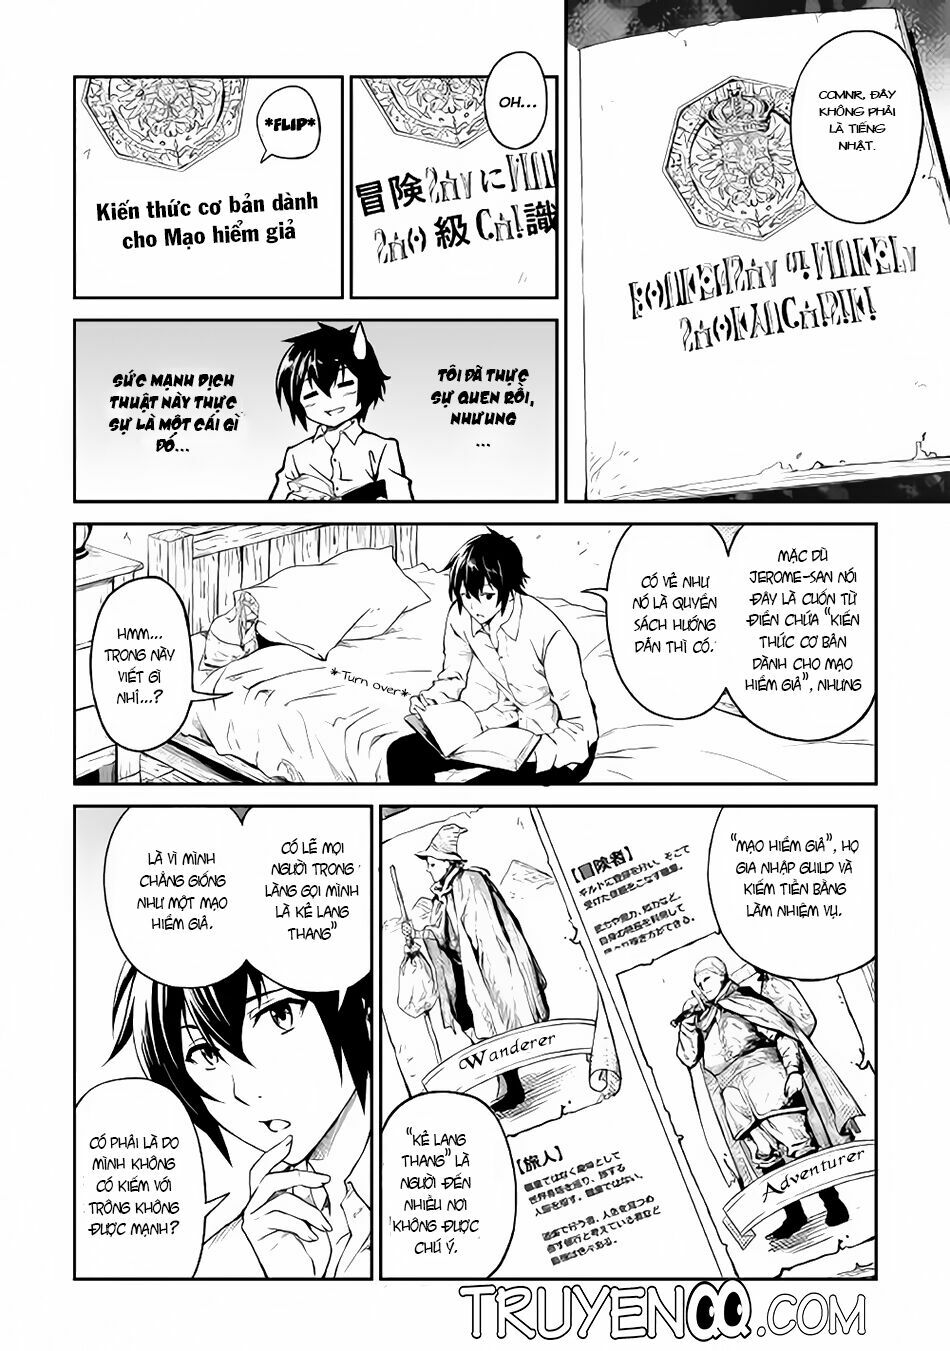 CCMNR, ĐÂY
KHÔNG PHẢI
LÀ TIẾNG
NHẬT.
OH...
冒険
に
級
識
*FLIP*
Kiến thức cơ bản dành
cho Mạo hiểm giả
TÔI ĐÃ THỰC
SỰ QUEN RỒI,
NHƯUNG
...
SỨC MẠNH DỊCH
THUẬT NÀY THỰC
SỰ LÀ MỘT CÁI GÌ
ĐÓ...
MẶC DÙ
JEROME-SAN NÓI
ĐÂY LÀ CUỐN TỪ
ĐIỂN CHỨA "KIẾN
THỨC CƠ BẢN
DÀNH CHO MẠO
HIỂM GIẢ", NHƯNG
CÓ VẺ NHƯ
NÓ LÀ QUYỂN
SÁCH HƯỚNG
DẪN THÌ CÓ.
*Turn over*
HMM...
TRONG NÀY
VIẾT GÌ
NHỈ...?
"MẠO HIỂM GIẢ", HỌ
GIA NHẬP GUILD VÀ
KIẾM TIỀN BẰNG
LÀM NHIỆM VỤ.
【冒険者】
Adventurer
Wanderer
【旅人】
"KẺ LANG
THANG" LÀ
NGƯỜI ĐẾN
NHIỀU NƠI
KHÔNG ĐƯỢC
CHÚ Ý.
CÓ LẼ MỌI
NGƯỜI TRONG
LÀNG GỌI MÌNH
LÀ KẺ LANG
THANG"
LÀ VÌ MÌNH
CHẲNG GIỐNG
NHƯ MỘT MẠO
HIỂM GIẢ.
CÓ PHẢI LÀ DO
MÌNH KHÔNG
CÓ KIẾM VỚI
TRÔNG KHÔNG
ĐƯỢC MẠNH?
TRUYENQQ.COM